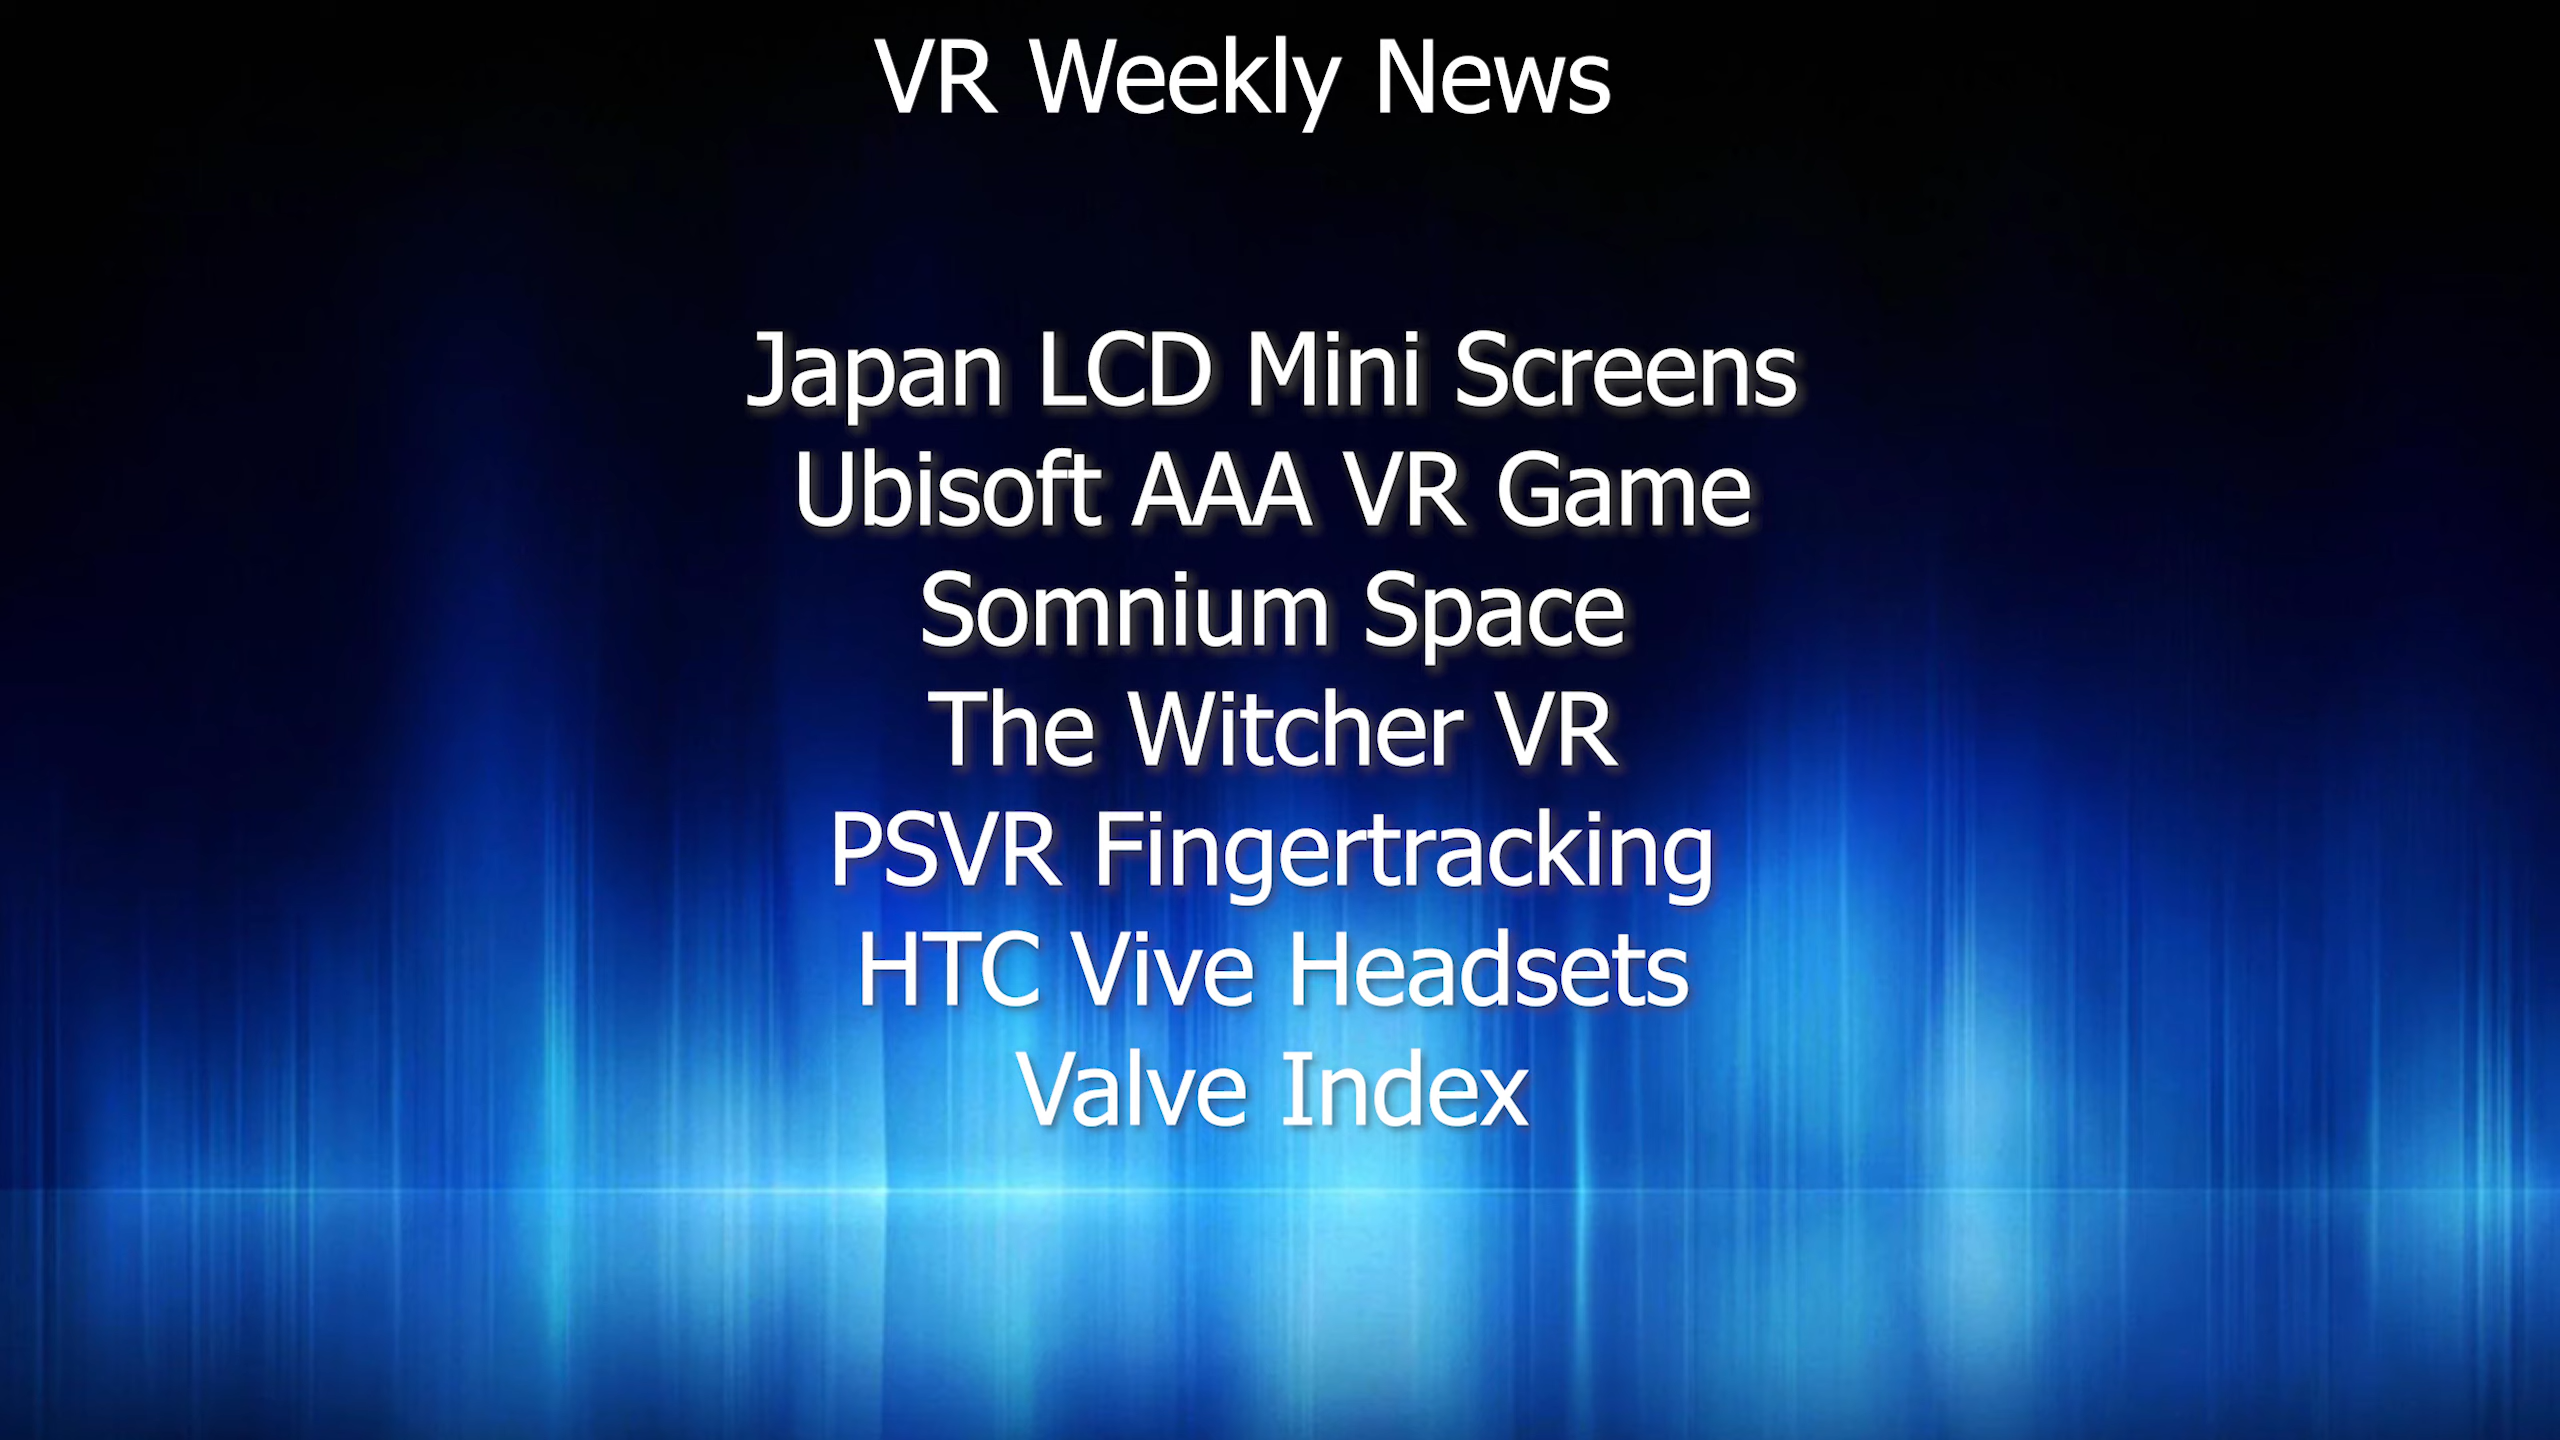 VR Weekly News
Japan LCD Mini Screens
Ubisoft AAA VR Game
Somnium Space
The Witcher VR
PSVR Fingertracking
HTC Vive Headsets
Valve Index